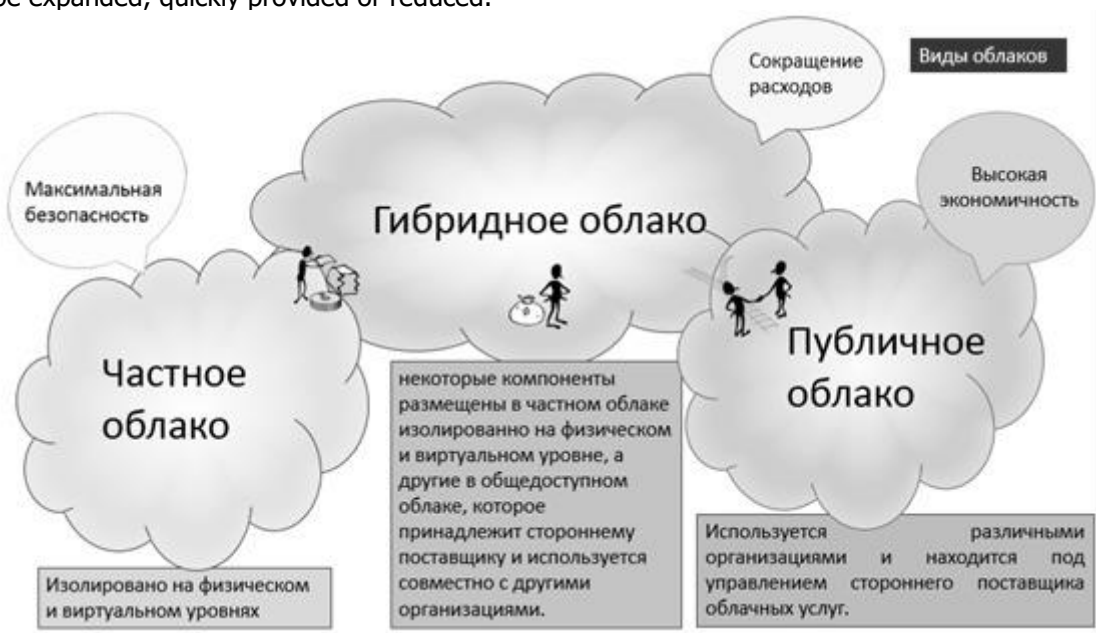 be expanded, quickly provided or reduced.
Виды облаков
Сокращение
расходов
Максимальная
безопасность
Высокая
экономичность
Гибридное облако
Частное
облако
Публичное
облако
некоторые компоненты
размещены в частном облаке
изолированно на физическом
и виртуальном уровне, а
другие в общедоступном
облаке, которое
принадлежит стороннему
поставщику и используется
совместно с другими
организациями.
Изолировано на физическом
и виртуальном уровнях
Используется различными
организациями и находится под
управлением стороннего поставщика
облачных услуг.